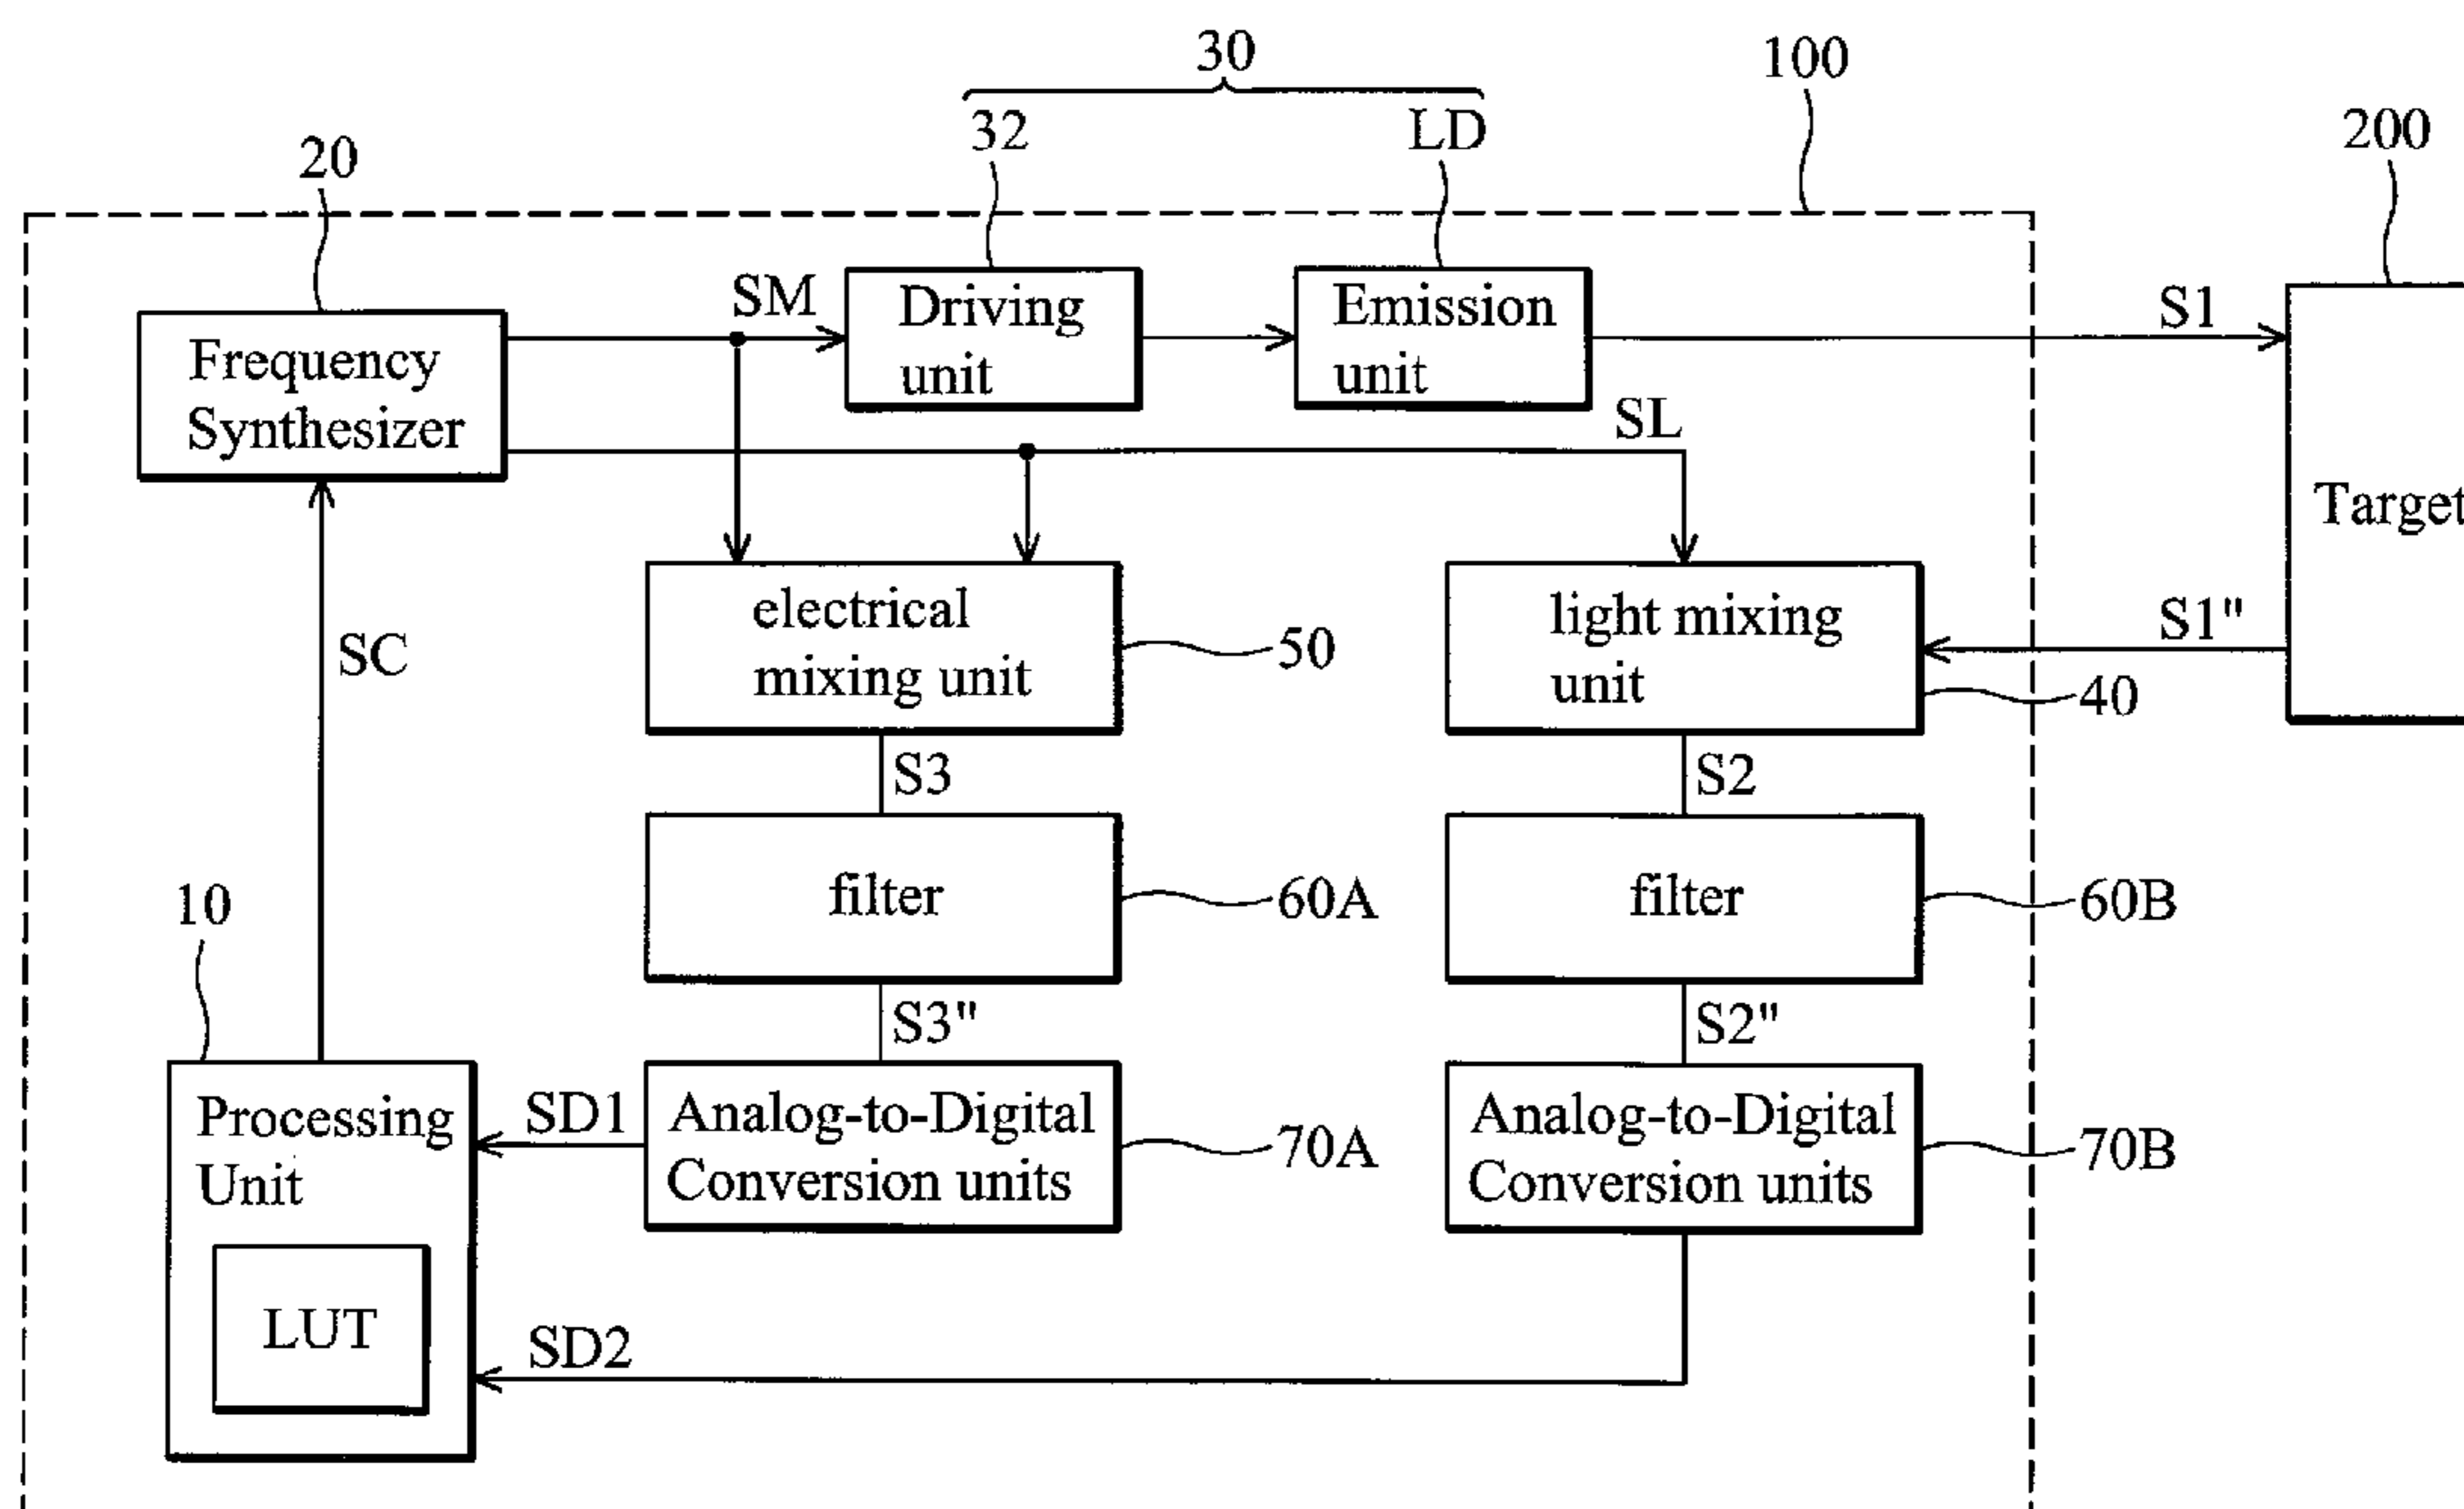 30
100
32
LD
200
20
SM
Driving
unit
Emission
unit
S1
Frequency
Synthesizer
SL
Target
electrical
mixing unit
light mixing
unit
S1"
SC
50
40
S3
S2
filter
60A
filter
60B
10
S3"
S2"
Processing
Unit
SD1
Analog-to-Digital
Conversion units
70A
Analog-to-Digital
Conversion units
70B
LUT
SD2